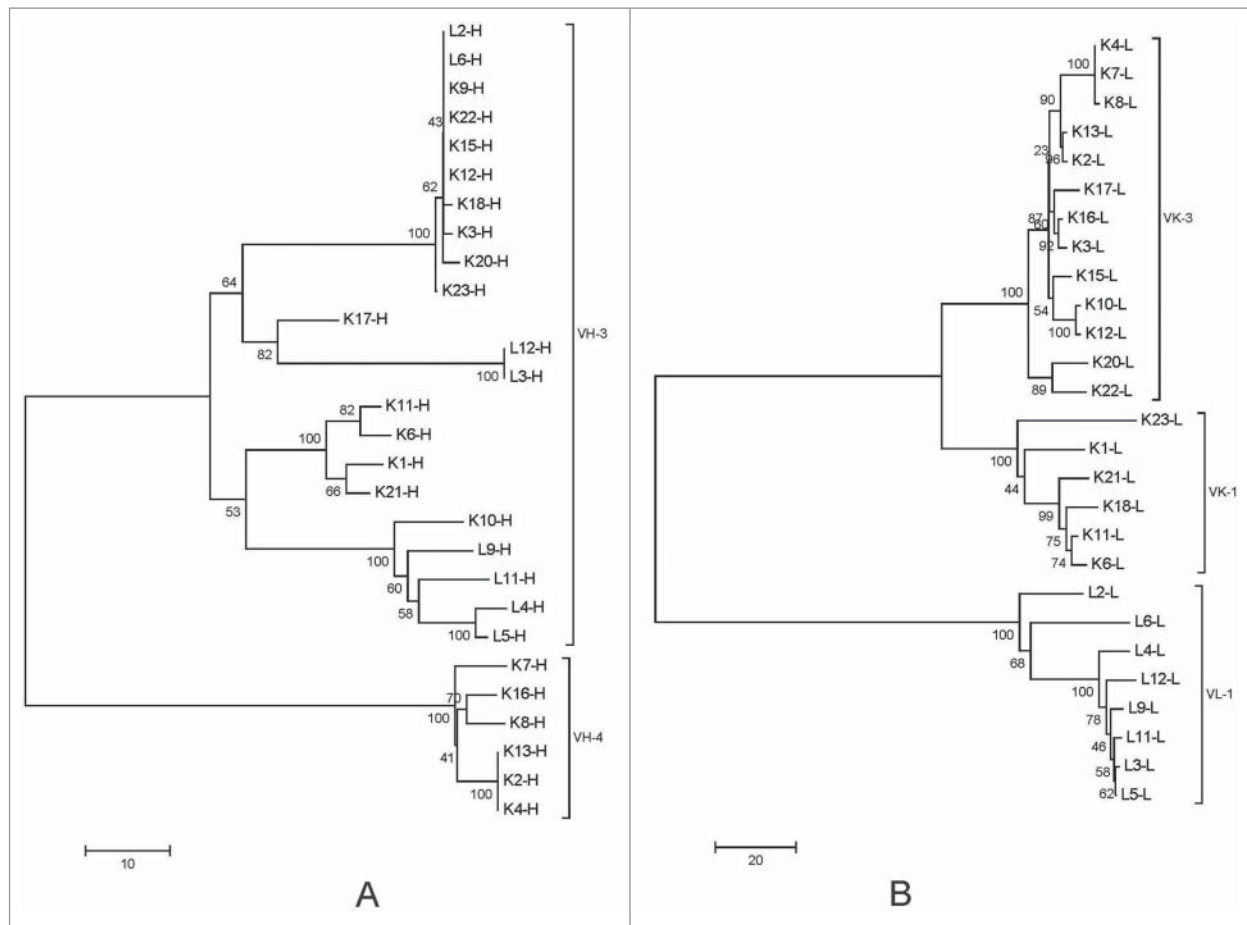 L2-H
L6-H
K9-H
K22-H
43
K15-H
K12-H
62
K18-H
K3-H
100
K20-H
K23-H
64
K17-H
VH-3
L12-H
82
100
L3-H
K11-H
82
K6-H
100
K1-H
66
K21-H
53
K10-H
100
L9-H
60
L11-H
58
L4-H
100
L5-H
K7-H
70
K16-H
100
K8-H
VH-4
41
K13-H
K2-H
100
K4-H
10
A
K4-L
100
K7-L
90
K8-L
K13-L
23
96
K2-L
K17-L
VK-3
87
60
K16-L
92
K3-L
100
K15-L
54
K10-L
100
K12-L
K20-L
89
K22-L
K23-L
100
K1-L
44
K21-L
VK-1
99
K18-L
75
K11-L
74
K6-L
L2-L
100
L6-L
68
L4-L
100
L12-L
VL-1
78
L9-L
46
L11-L
58
L3-L
62
L5-L
20
B